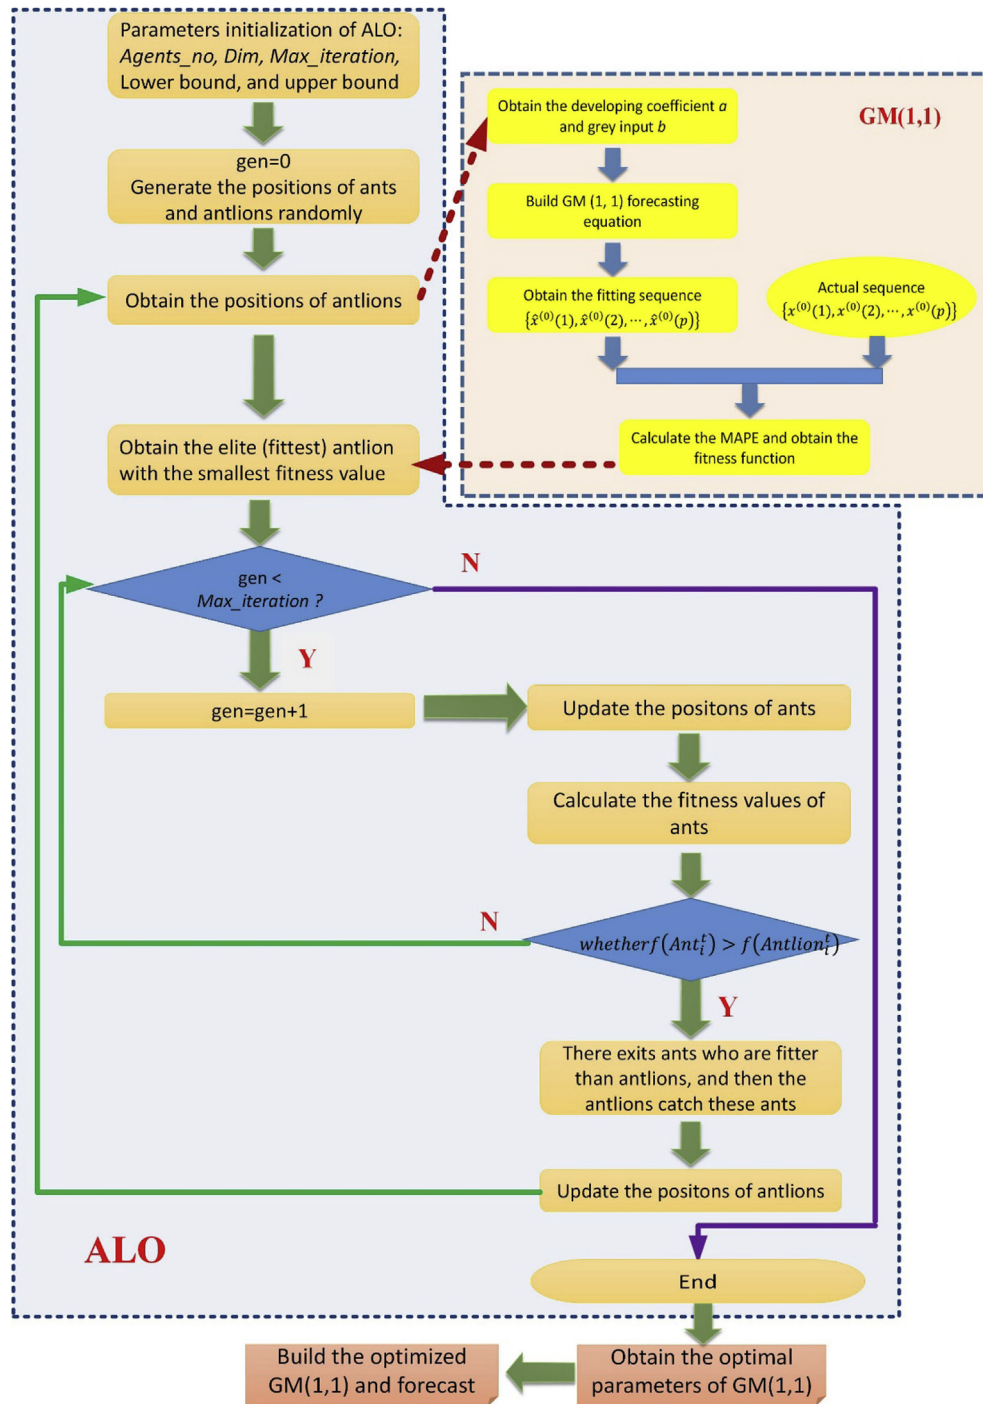 Parameters initialization of ALO:
Agents_no, Dim, Max_iteration,
Lower bound, and upper bound
gen=0
Generate the positions of ants
and antlions randomly
Obtain the positions of antlions
Obtain the elite (fittest) antlion
with the smallest fitness value
GM(1,1)
Obtain the developing coefficient a
and grey input b
Build GM (1, 1) forecasting
equation
Obtain the fitting sequence
{x̂⁽⁰⁾(1), x̂⁽⁰⁾(2), ⋯, x̂⁽⁰⁾(p)}
Actual sequence
{x⁽⁰⁾(1), x⁽⁰⁾(2), ⋯, x⁽⁰⁾(p)}
Calculate the MAPE and obtain the
fitness function
gen <
Max_iteration ?
N
Y
gen=gen+1
Update the positons of ants
Calculate the fitness values of
ants
whetherf(Antᵢᵗ) > f(Antlionᵢᵗ)
N
Y
There exits ants who are fitter
than antlions, and then the
antlions catch these ants
Update the positons of antlions
ALO
End
Obtain the optimal
parameters of GM(1,1)
Build the optimized
GM(1,1) and forecast